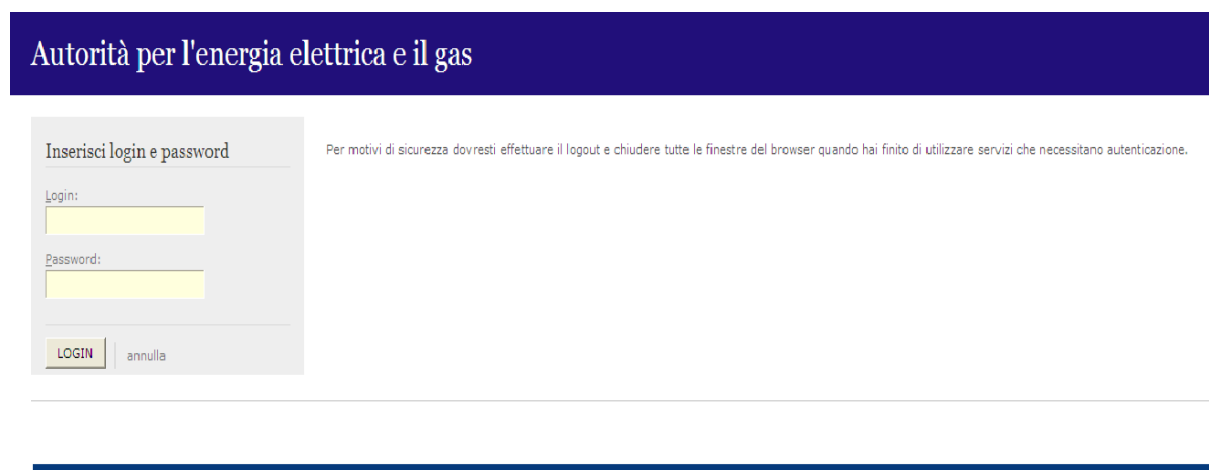 Autorità per l'energia elettrica e il gas
Inserisci login e password
Per motivi di sicurezza dovresti effettuare il logout e chiudere tutte le finestre del browser quando hai finito di utilizzare servizi che necessitano autenticazione.
Login:
Password:
LOGIN
annulla